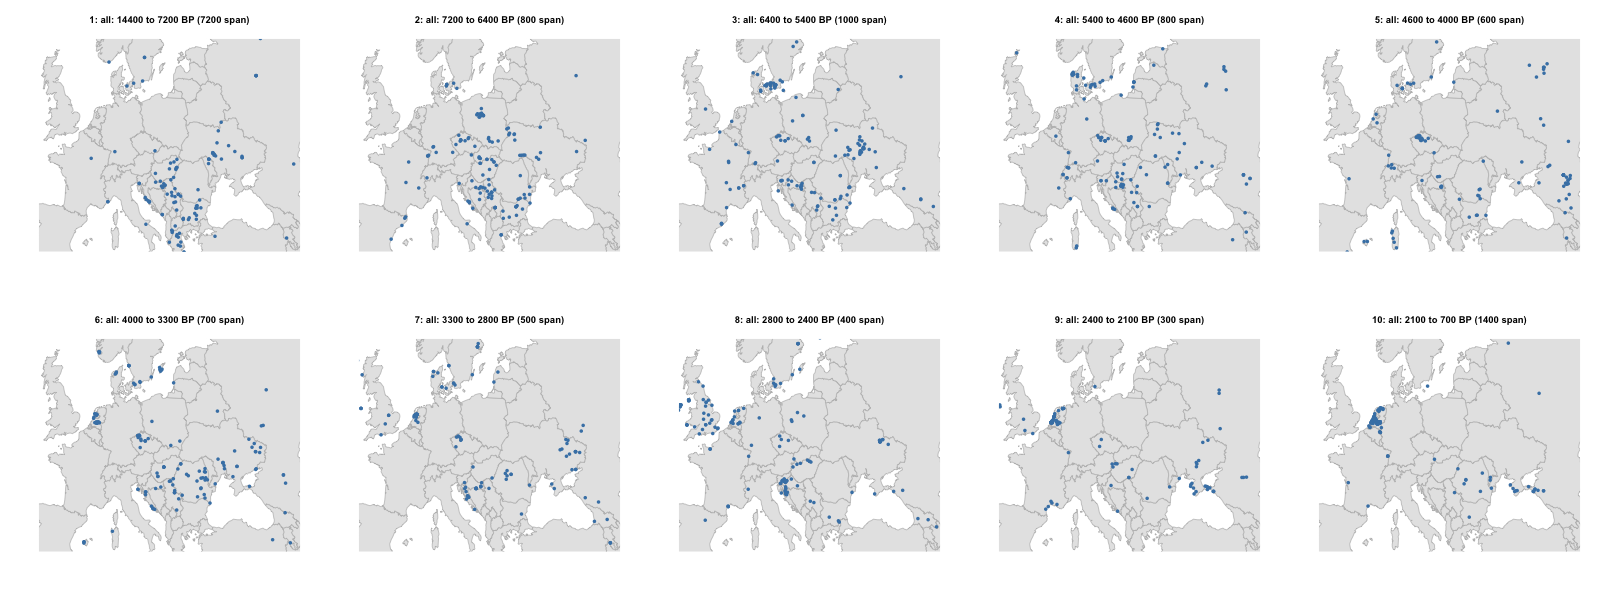 1: all: 14400 to 7200 BP (7200 span)
2: all: 7200 to 6400 BP (800 span)
3: all: 6400 to 5400 BP (1000 span)
4: all: 5400 to 4600 BP (800 span)
5: all: 4600 to 4000 BP (600 span)
6: all: 4000 to 3300 BP (700 span)
7: all: 3300 to 2800 BP (500 span)
8: all: 2800 to 2400 BP (400 span)
9: all: 2400 to 2100 BP (300 span)
10: all: 2100 to 700 BP (1400 span)